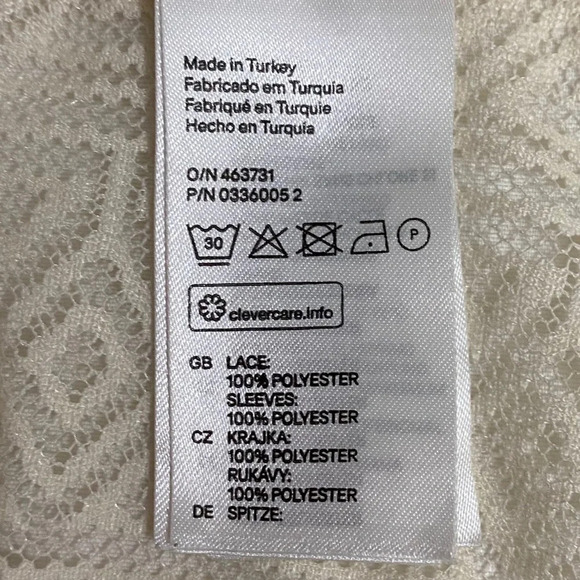 Made in Turkey
Fabricado em Turquia
Fabriqué en Turquie
Hecho en Turquia
O/N 463731
P/N 0336005 2
30 P
clevercare.info
GB LACE:
100% POLYESTER
SLEEVES:
100% POLYESTER
CZ KRAJKA:
100% POLYESTER
RUKÁVY:
100% POLYESTER
DE SPITZE: